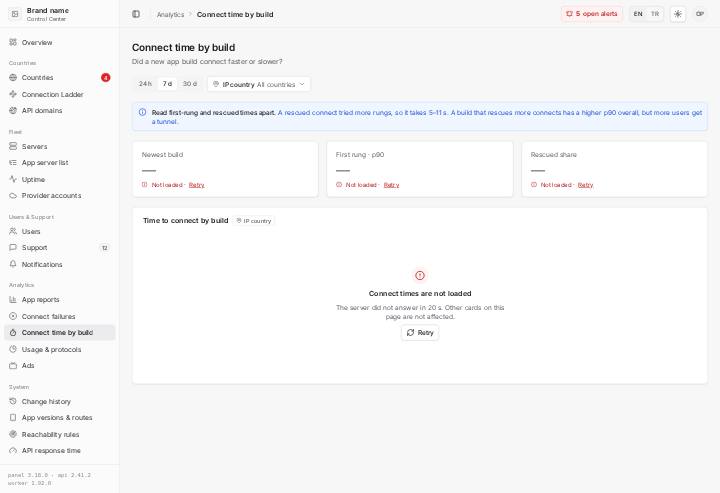 Brand name
Control Center
Overview
Countries
Countries 4
Connection Ladder
API domains
Fleet
Servers
App server list
Uptime
Provider accounts
Users & Support
Users
Support 12
Notifications
Analytics
App reports
Connect failures
Connect time by build
Usage & protocols
Ads
System
Change history
App versions & routes
Reachability rules
API response time
panel 3.18.0 · api 2.41.2
worker 1.92.0
Analytics > Connect time by build
5 open alerts
EN TR
OP
Connect time by build
Did a new app build connect faster or slower?
24 h 7 d 30 d IP country All countries
Read first-rung and rescued times apart. A rescued connect tried more rungs, so it takes 5–11 s. A build that rescues more connects has a higher p90 overall, but more users get
a tunnel.
Newest build
—
Not loaded · Retry
First rung · p90
—
Not loaded · Retry
Rescued share
—
Not loaded · Retry
Time to connect by build IP country
Connect times are not loaded
The server did not answer in 20 s. Other cards on this
page are not affected.
Retry